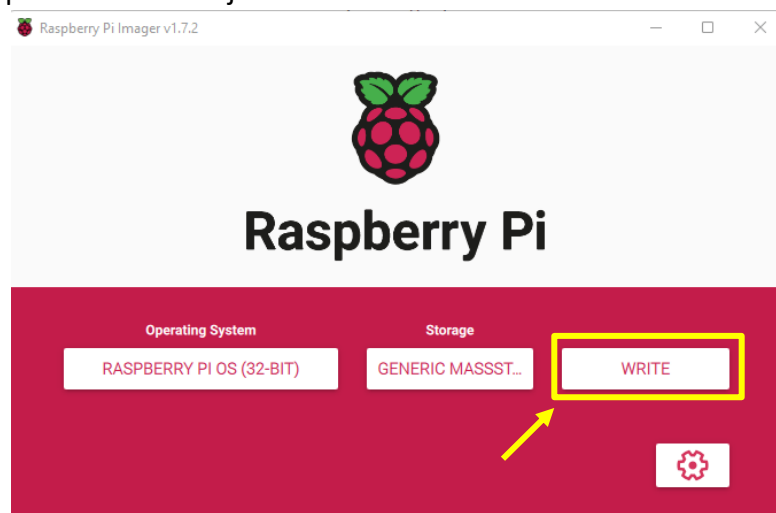 Raspberry Pi Imager v1.7.2
Raspberry Pi
Operating System
Storage
RASPBERRY PI OS (32-BIT)
GENERIC MASSST...
WRITE